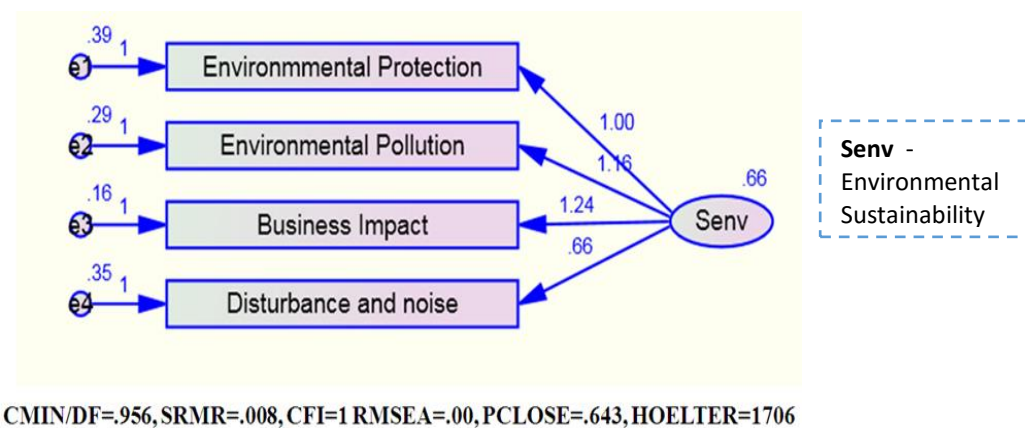 .39
1
e1
Environmmental Protection
1.00
.29
1
e2
Environmental Pollution
1.16
.66
Senv -
Environmental
Sustainability
.16
1
e3
Business Impact
1.24
Senv
.66
.35
1
e4
Disturbance and noise
CMIN/DF=.956, SRMR=.008, CFI=1 RMSEA=.00, PCLOSE=.643, HOELTER=1706